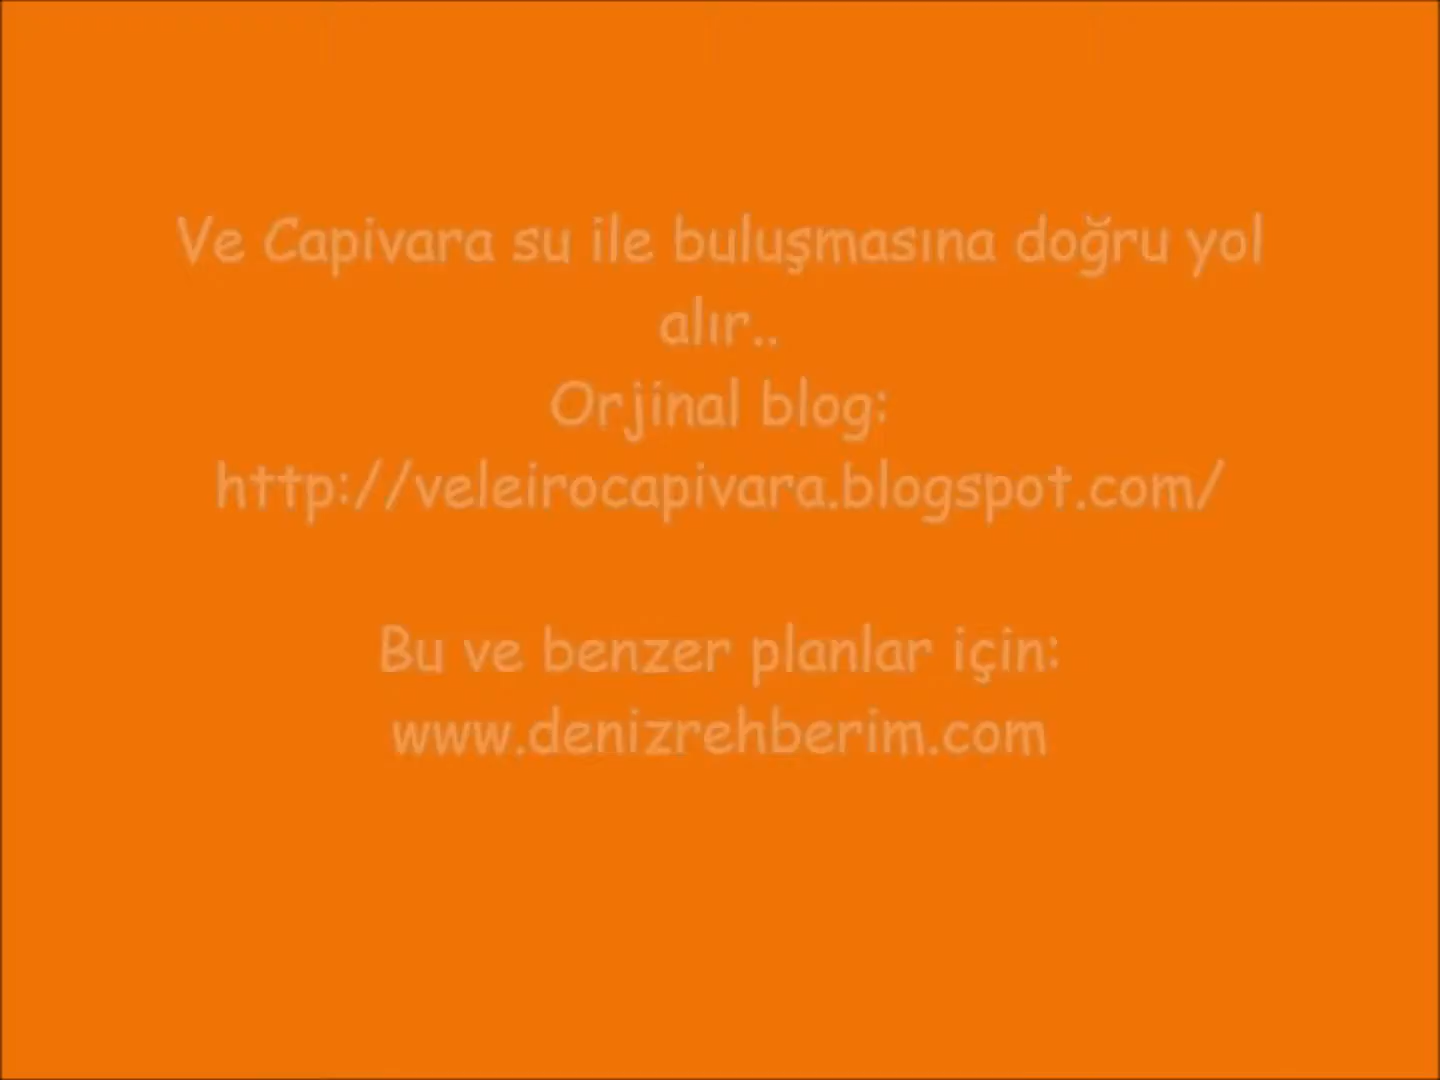 Ve Capivara su ile buluşmasına doğru yol
alır..
Orjinal blog:
http://veleirocapivara.blogspot.com/
Bu ve benzer planlar için:
www.denizrehberim.com